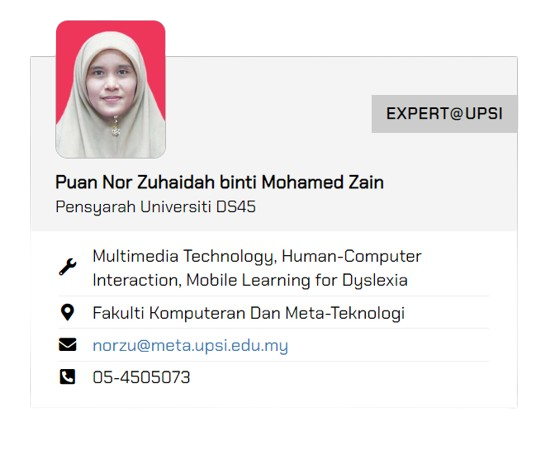 EXPERT@UPSI
Puan Nor Zuhaidah binti Mohamed Zain
Pensyarah Universiti DS45
Multimedia Technology, Human-Computer
Interaction, Mobile Learning for Dyslexia
Fakulti Komputeran Dan Meta-Teknologi
norzu@meta.upsi.edu.my
05-4505073